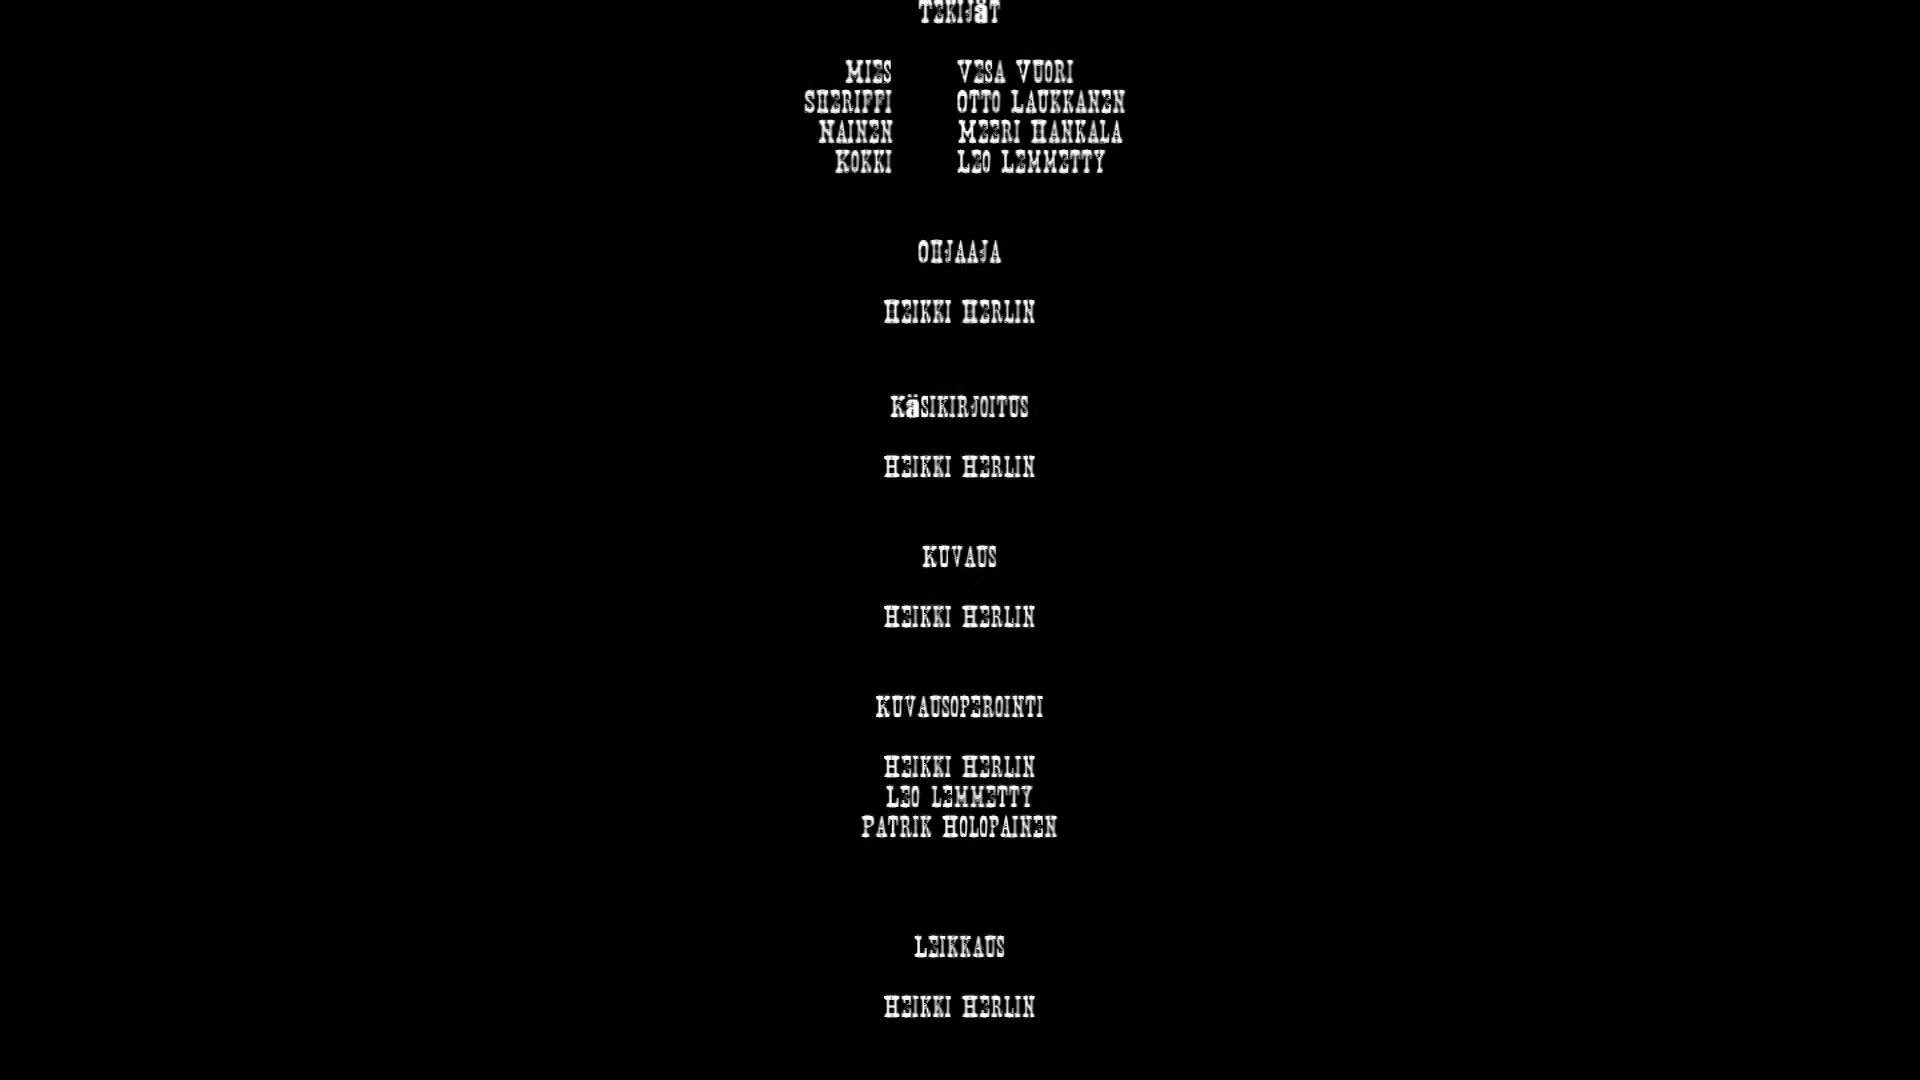 TEKIJäT
MIES VESA VUORI
SHERIFFI OTTO LAUKKANEN
NAINEN MEERI HANKALA
KOKKI LEO LEMMETTY
OHJAAJA
HEIKKI HERLIN
KäSIKIRJOITUS
HEIKKI HERLIN
KUVAUS
HEIKKI HERLIN
KUVAUSOPEROINTI
HEIKKI HERLIN
LEO LEMMETTY
PATRIK HOLOPAINEN
LEIKKAUS
HEIKKI HERLIN